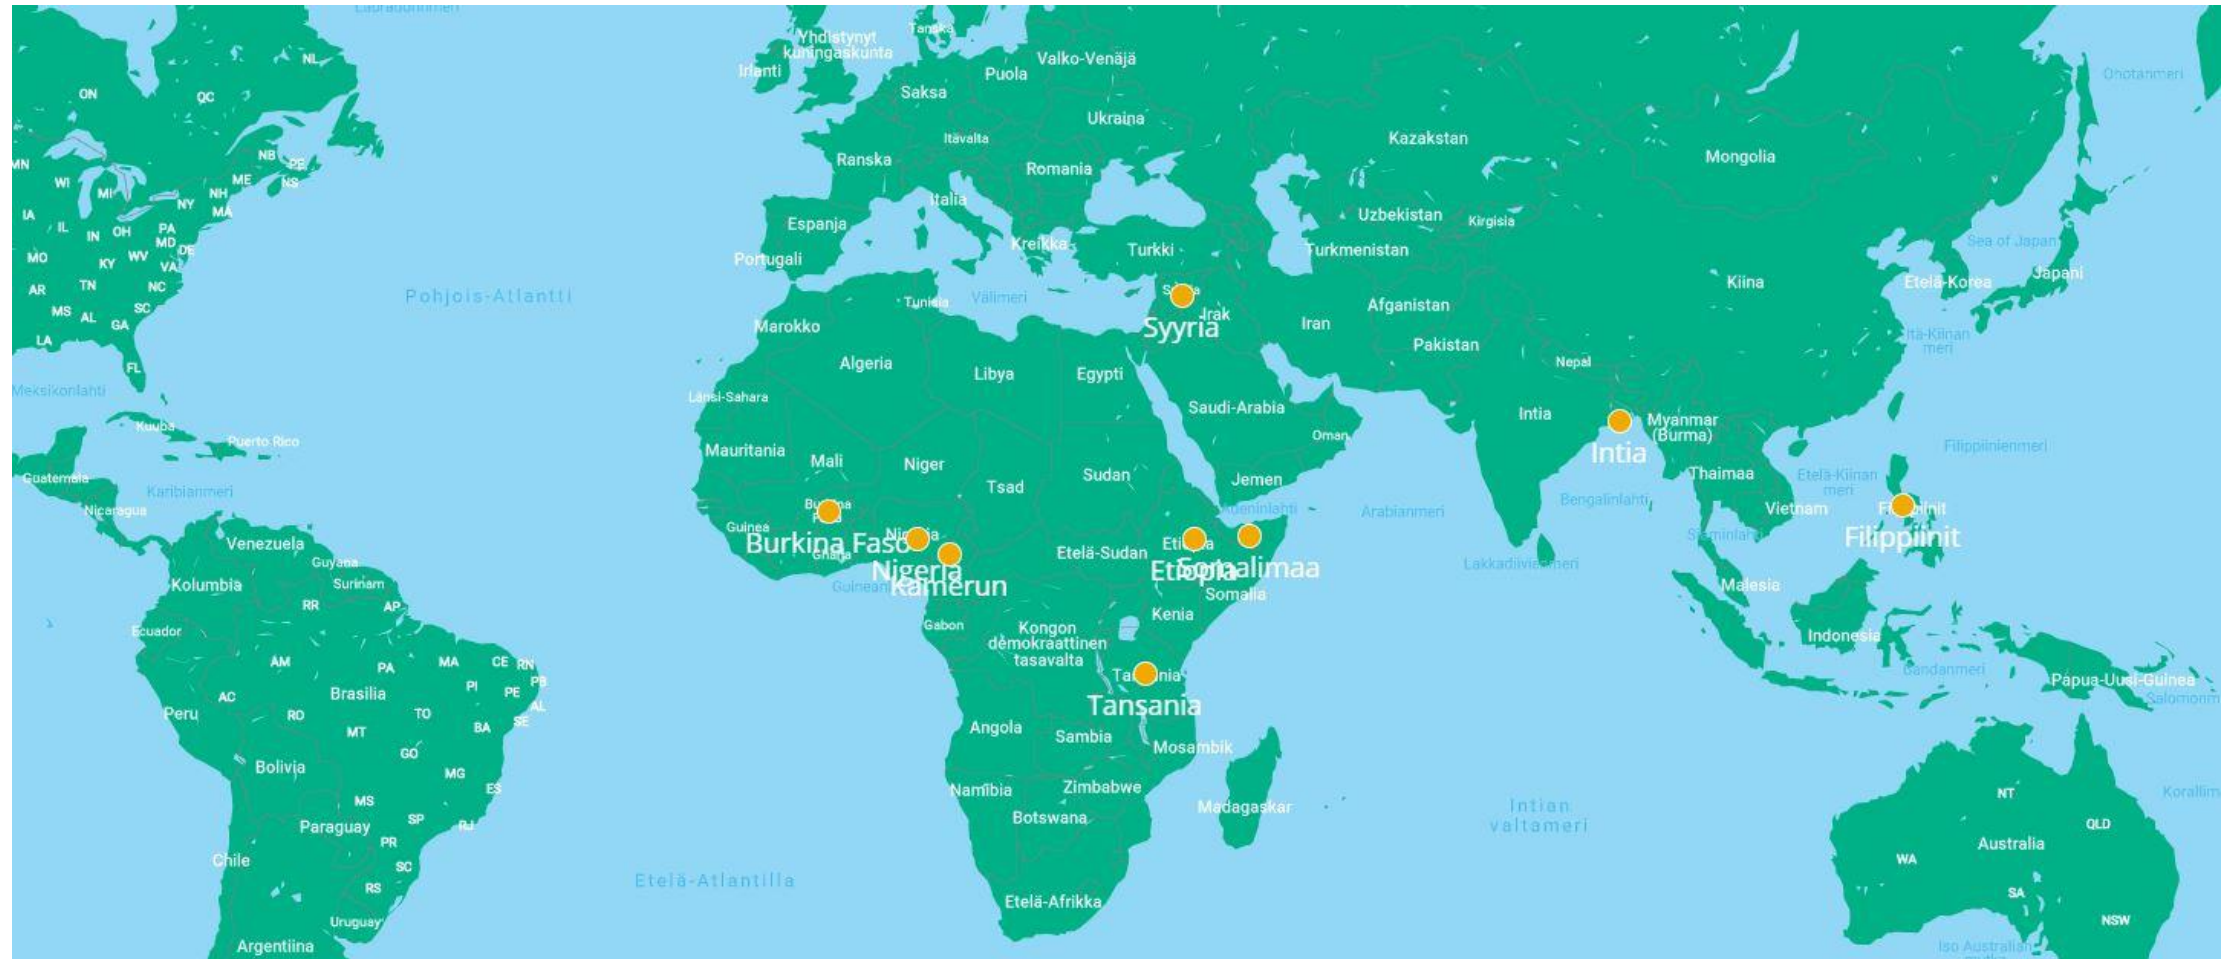 Labradorinmeri
Yhdistynyt
kuningaskunta
Tanska
Irlanti
Valko-Venäjä
Puola
Saksa
Ohotanmeri
NL
ON
QC
Ukraina
Itävalta
Kazakstan
Mongolia
Ranska
Romania
NB
PE
MN
WI
MI
ME
NS
NH
NY
MA
Italia
Uzbekistan
Kirgisia
IA
IL
IN
OH
PA
MD
DE
Espanja
Kreikka
Turkki
Turkmenistan
Sea of Japan
MO
KY
WV
VA
Portugali
Japani
Kiina
Etelä-Korea
AR
TN
NC
Pohjois-Atlantti
Tunisia
Välimeri
Afganistan
MS
AL
GA
SC
Irak
Iran
Marokko
Syyria
Itä-Kiinan
meri
LA
Pakistan
FL
Algeria
Libya
Egypti
Nepal
Meksikonlahti
Länsi-Sahara
Saudi-Arabia
Intia
Myanmar
(Burma)
Kuuba
Puerto Rico
Oman
Filippiinienmeri
Mauritania
Mali
Niger
Intia
Guatemala
Karibianmeri
Tsad
Sudan
Jemen
Thaimaa
Etelä-Kiinan
meri
Bengalinlahti
Nicaragua
Adeninlahti
Arabianmeri
Vietnam
Guinea
Siaminlahti
Filippiinit
Burkina Faso
Ghana
Venezuela
Guyana
Etelä-Sudan
Lakkadiivienmeri
Nigeria
Etiopia
Somalimaa
Kamerun
Kolumbia
Surinam
Malesia
Somalia
RR
AP
Kenia
Ecuador
Gabon
Kongon
demokraattinen
tasavalta
Indonesia
AM
PA
MA
CE
RN
Bandanmeri
AC
Brasilia
PI
PE
PB
AL
Papua-Uusi-Guinea
Tansania
Peru
RO
TO
SE
MT
BA
Angola
Sambia
Mosambik
GO
Bolivia
MG
ES
Namibia
Zimbabwe
NT
MS
Madagaskar
Intian
valtameri
Paraguay
SP
RJ
Botswana
QLD
PR
Australia
Chile
SC
WA
RS
Etelä-Atlantilla
SA
Etelä-Afrikka
Uruguay
NSW
Argentiina